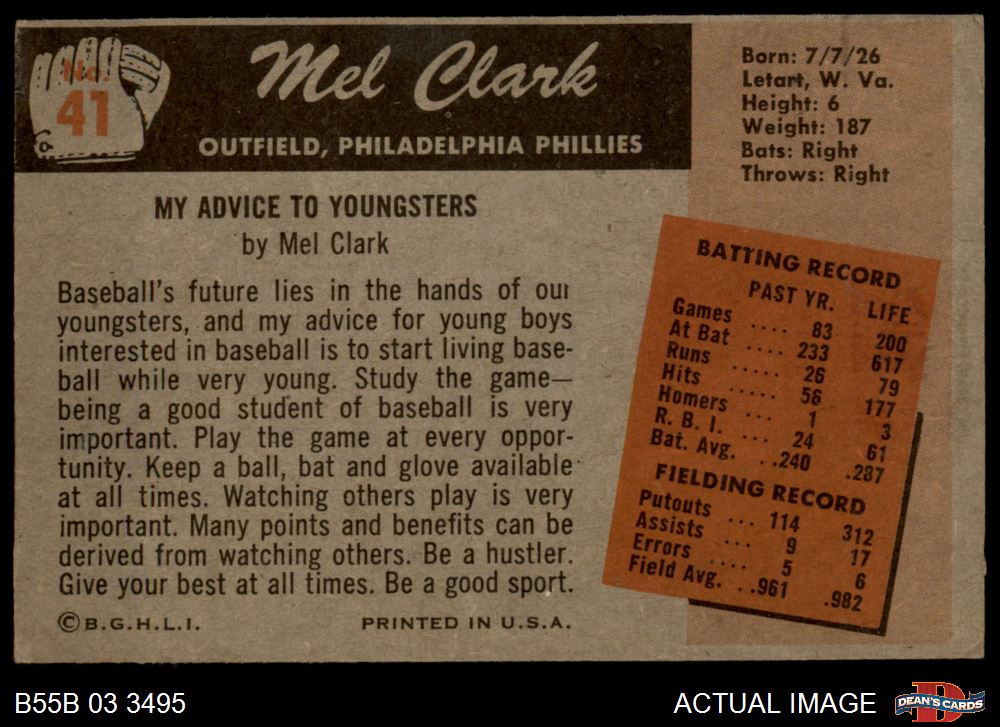 No.
41
Mel Clark
OUTFIELD, PHILADELPHIA PHILLIES
Born: 7/7/26
Letart, W. Va.
Height: 6
Weight: 187
Bats: Right
Throws: Right
MY ADVICE TO YOUNGSTERS
by Mel Clark
Baseball's future lies in the hands of our
youngsters, and my advice for young boys
interested in baseball is to start living base-
ball while very young. Study the game—
being a good student of baseball is very
important. Play the game at every oppor-
tunity. Keep a ball, bat and glove available
at all times. Watching others play is very
important. Many points and benefits can be
derived from watching others. Be a hustler.
Give your best at all times. Be a good sport.
©B.G.H.L.I. PRINTED IN U.S.A.
BATTING RECORD
PAST YR. LIFE
Games .... 83 200
At Bat .... 233 617
Runs ..... 26 79
Hits ..... 56 177
Homers ... 1 3
R. B. I. .... 24 61
Bat. Avg. ..240 .287
FIELDING RECORD
Putouts ... 114 312
Assists ... 9 17
Errors .... 5 6
Field Avg. ..961 .982
B55B 03 3495
ACTUAL IMAGE
D
DEAN'S CARDS